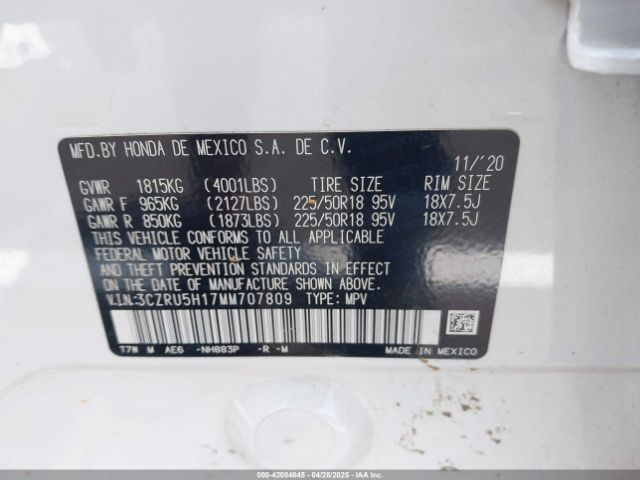 MFD.BY HONDA DE MEXICO S.A. DE C.V.
11/'20
GVWR 1815KG (4001LBS) TIRE SIZE RIM SIZE
GAWR F 965KG (2127LBS) 225/50R18 95V 18X7.5J
GAWR R 850KG (1873LBS) 225/50R18 95V 18X7.5J
THIS VEHICLE CONFORMS TO ALL APPLICABLE
FEDERAL MOTOR VEHICLE SAFETY
AND THEFT PREVENTION STANDARDS IN EFFECT
ON THE DATE OF MANUFACTURE SHOWN ABOVE.
V.I.N:3CZRU5H17MM707809 TYPE: MPV
T7W M AE6 -NH883P -R -M MADE IN MEXICO
000-42084845 - 04/28/2025 - IAAI.COM